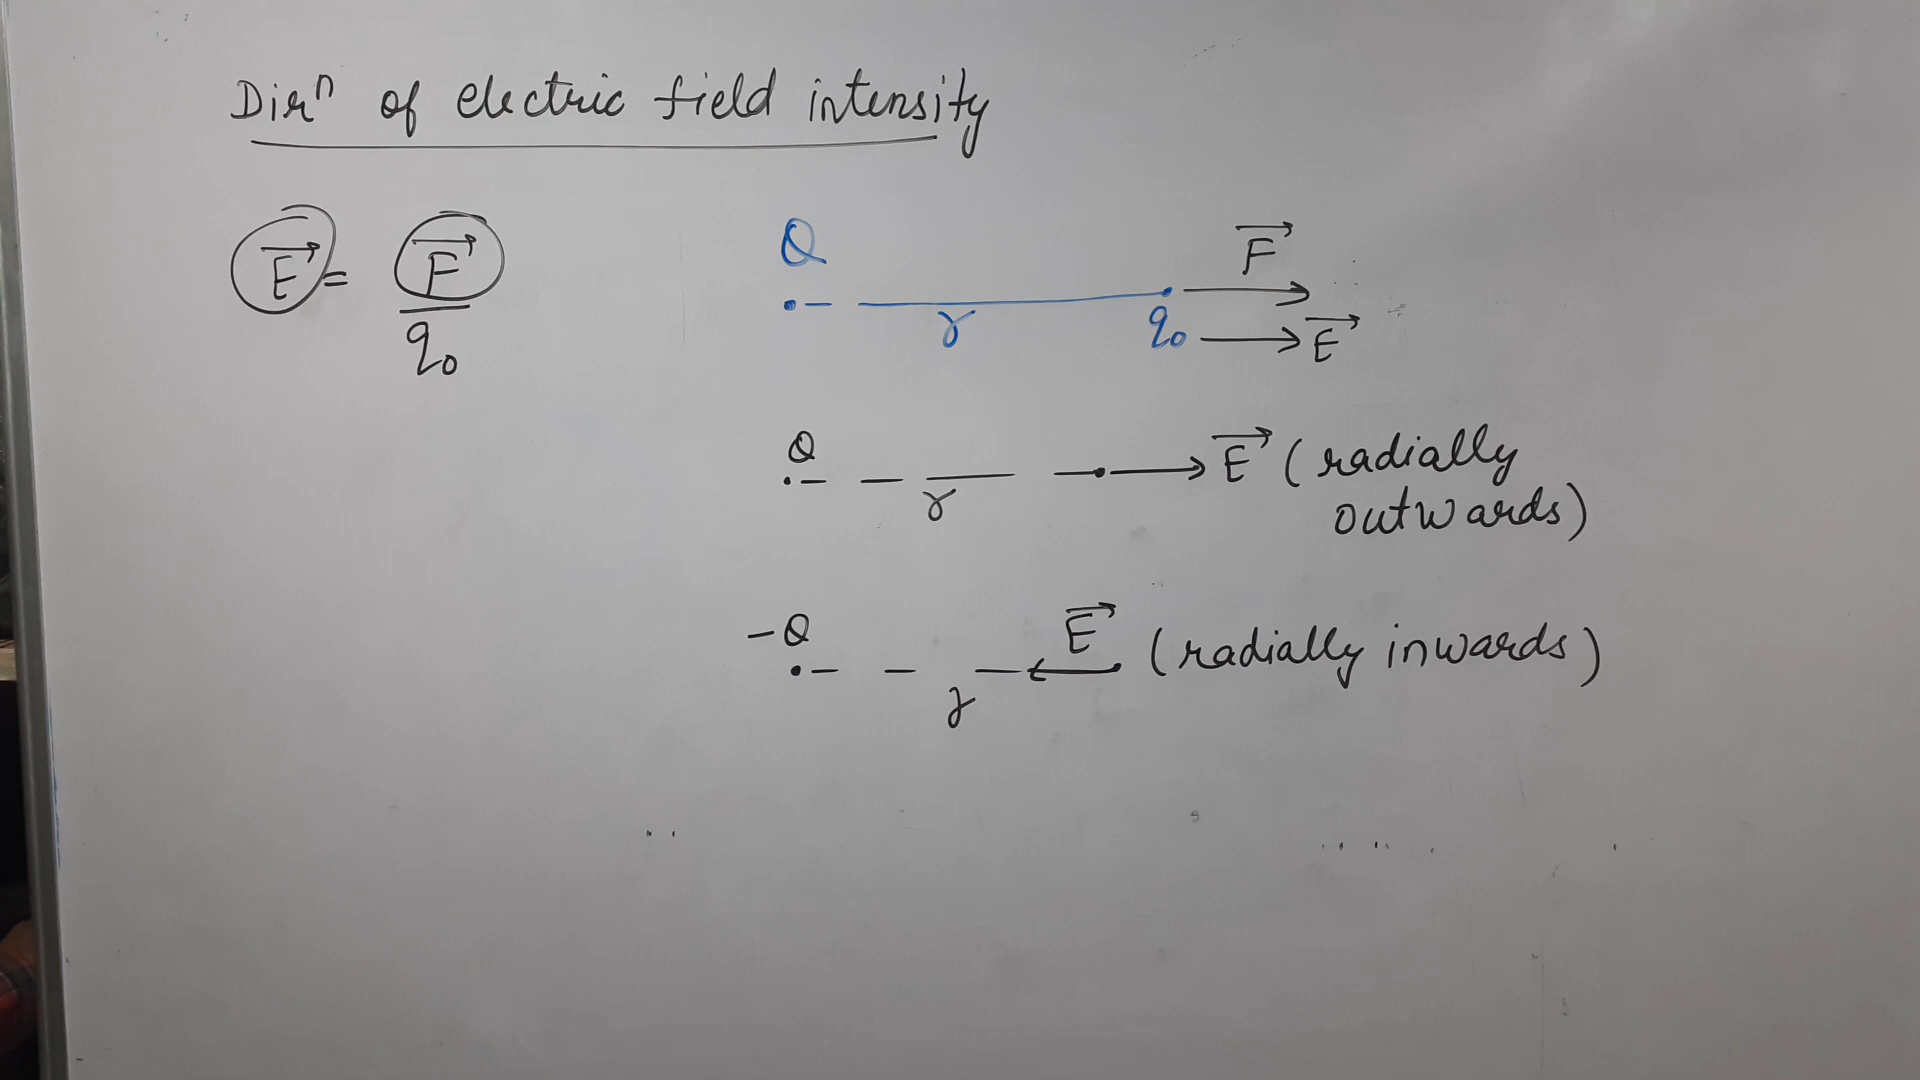 Dirⁿ of electric field intensity
E⃗ = F⃗ / q₀
Q
r
q₀
F⃗
E⃗
Q
r
E⃗ (radially
outwards)
-Q
r
E⃗ (radially inwards)